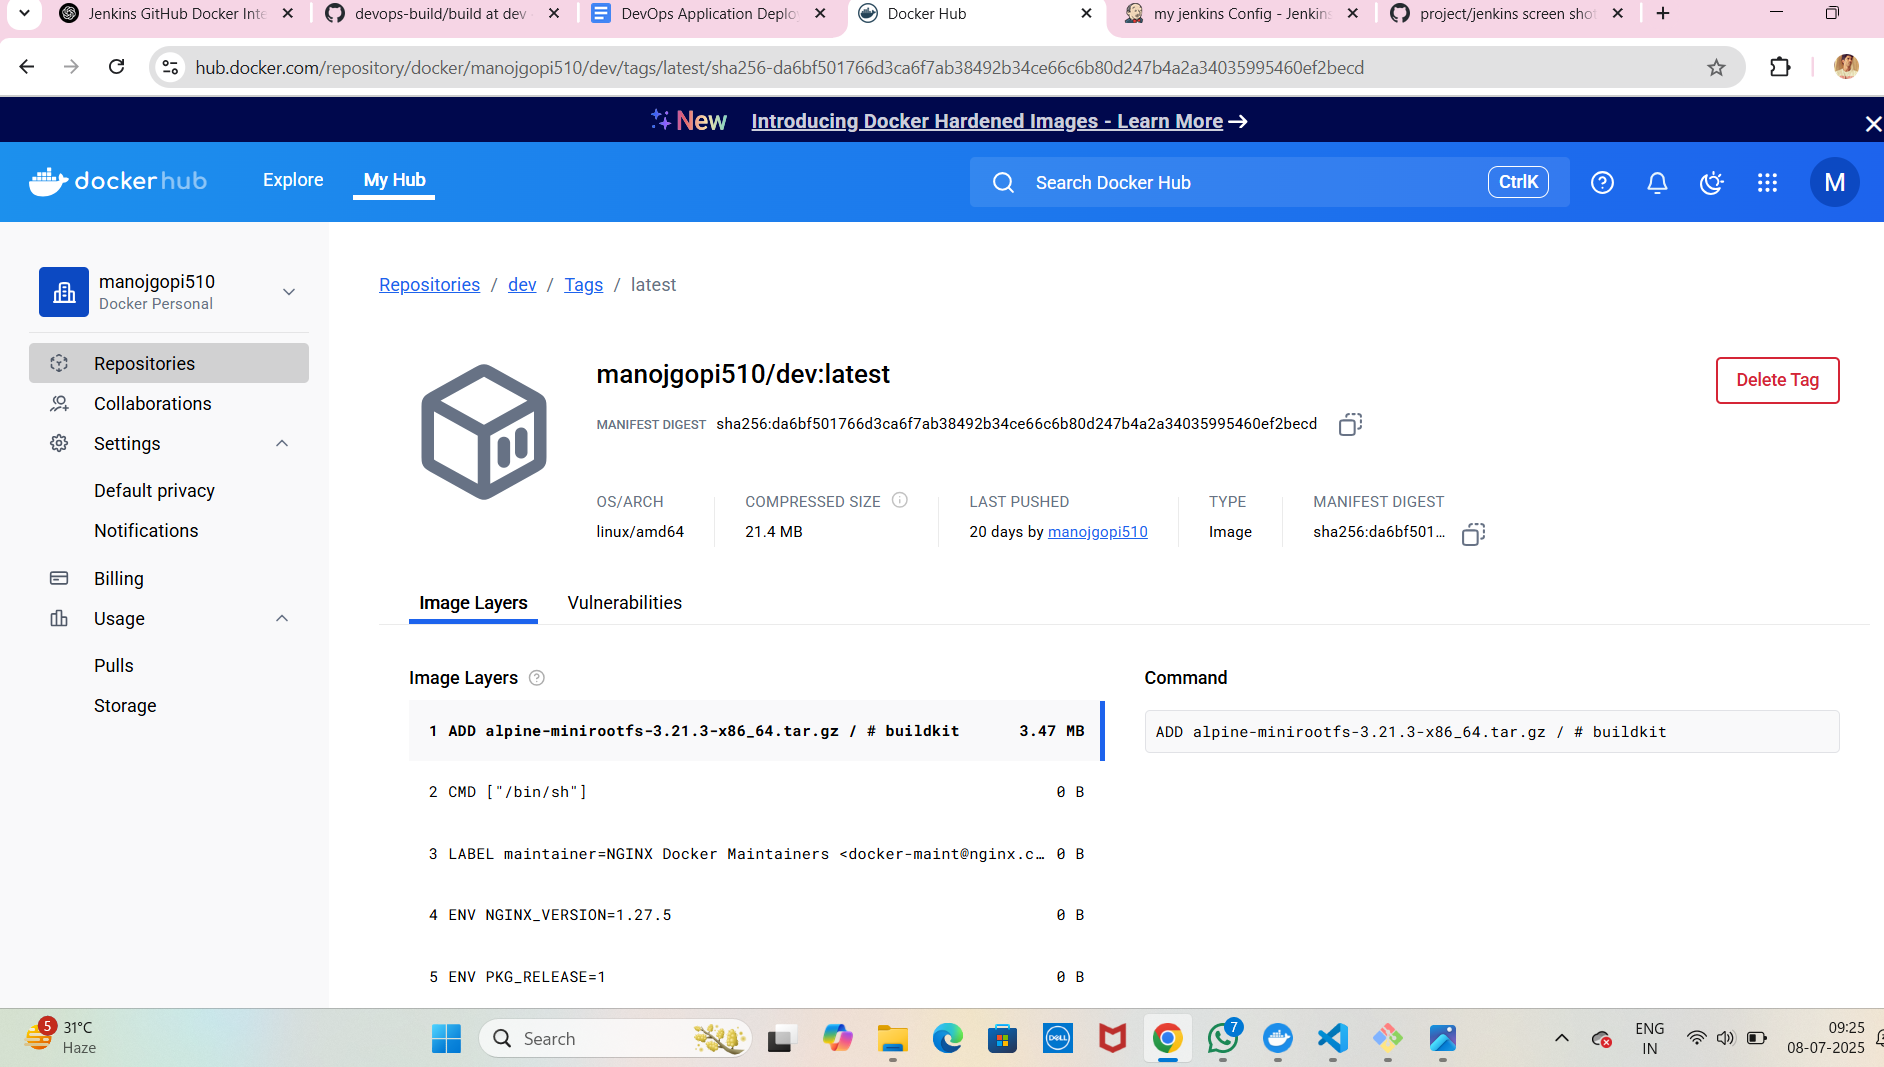 Jenkins GitHub Docker Inte
devops-build/build at dev
DevOps Application Deplo
Docker Hub
my jenkins Config - Jenkins
project/jenkins screen shot
hub.docker.com/repository/docker/manojgopi510/dev/tags/latest/sha256-da6bf501766d3ca6f7ab38492b34ce66c6b80d247b4a2a34035995460ef2becd
New Introducing Docker Hardened Images - Learn More
dockerhub
Explore
My Hub
Search Docker Hub
CtrlK
M
manojgopi510
Docker Personal
Repositories
Collaborations
Settings
Default privacy
Notifications
Billing
Usage
Pulls
Storage
Repositories / dev / Tags / latest
manojgopi510/dev:latest
Delete Tag
MANIFEST DIGEST sha256:da6bf501766d3ca6f7ab38492b34ce66c6b80d247b4a2a34035995460ef2becd
OS/ARCH
linux/amd64
COMPRESSED SIZE
21.4 MB
LAST PUSHED
20 days by manojgopi510
TYPE
Image
MANIFEST DIGEST
sha256:da6bf501...
Image Layers
Vulnerabilities
Image Layers
1 ADD alpine-minirootfs-3.21.3-x86_64.tar.gz / # buildkit 3.47 MB
2 CMD ["/bin/sh"] 0 B
3 LABEL maintainer=NGINX Docker Maintainers <docker-maint@nginx.c… 0 B
4 ENV NGINX_VERSION=1.27.5 0 B
5 ENV PKG_RELEASE=1 0 B
Command
ADD alpine-minirootfs-3.21.3-x86_64.tar.gz / # buildkit
5
31°C
Haze
Search
DELL
7
ENG
IN
09:25
08-07-2025